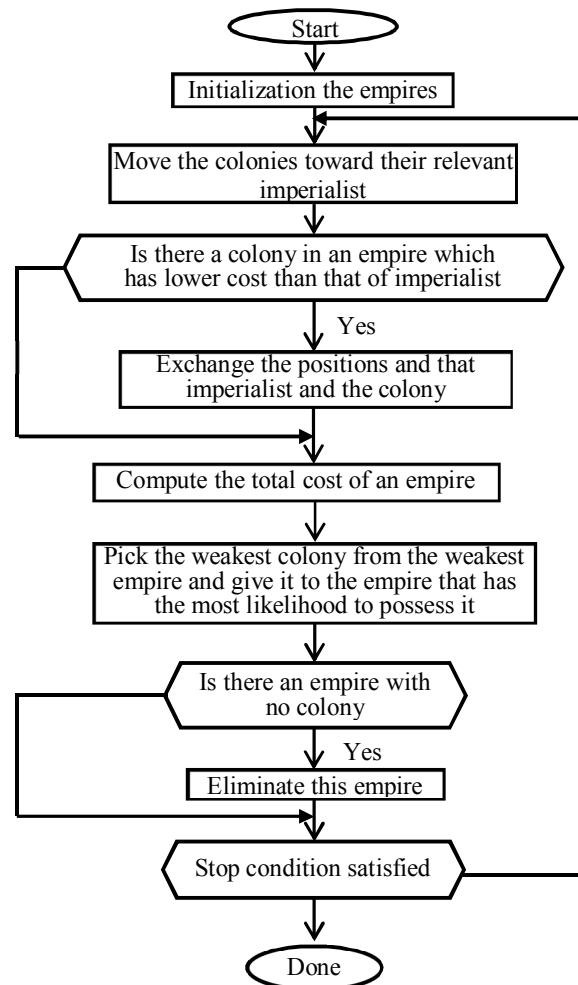 Start
Initialization the empires
Move the colonies toward their relevant
imperialist
Is there a colony in an empire which
has lower cost than that of imperialist
Yes
Exchange the positions and that
imperialist and the colony
Compute the total cost of an empire
Pick the weakest colony from the weakest
empire and give it to the empire that has
the most likelihood to possess it
Is there an empire with
no colony
Yes
Eliminate this empire
Stop condition satisfied
Done